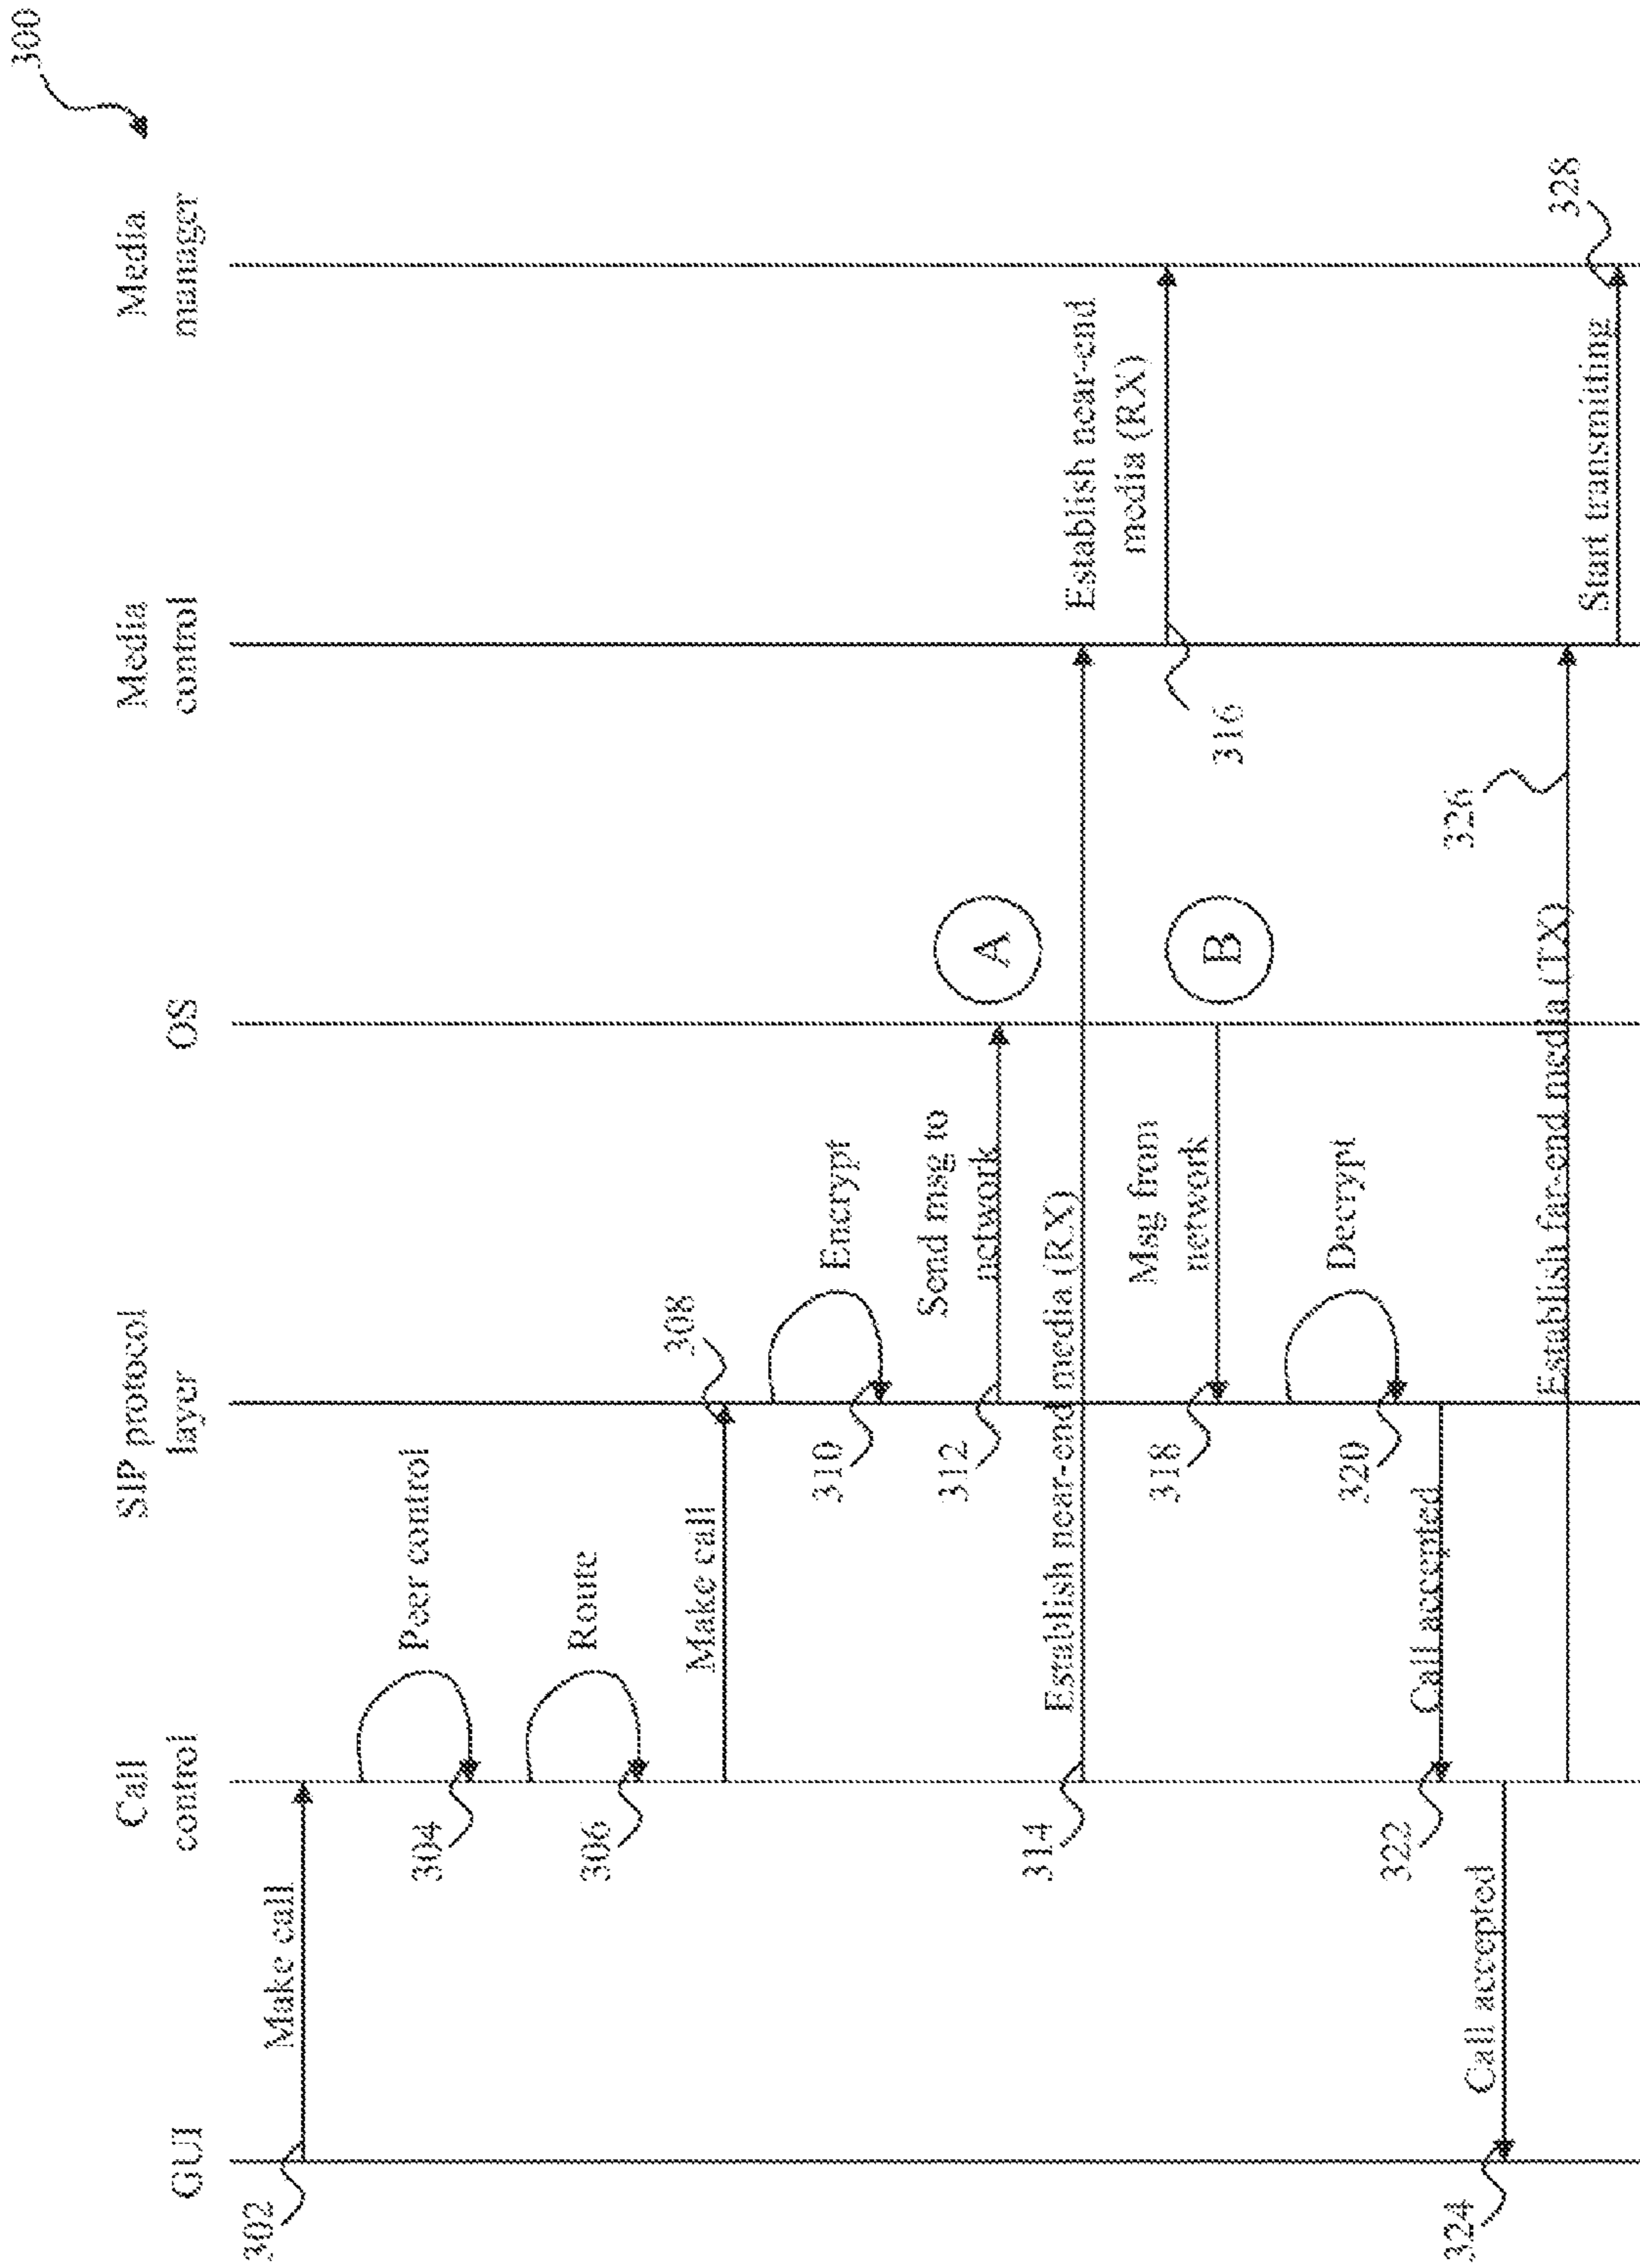 300
GUI
Call
control
SIP protocol
layer
OS
Media
control
Media
manager
302
Make call
304
Peer control
306
Route
Make call
308
310
Encrypt
312
Send msg to
network
A
314
Establish near-end media (RX)
Establish near-end
media (RX)
316
318
Msg from
network
B
320
Decrypt
322
Call accepted
324
Call accepted
Establish far-end media (TX)
326
Start transmiting
328